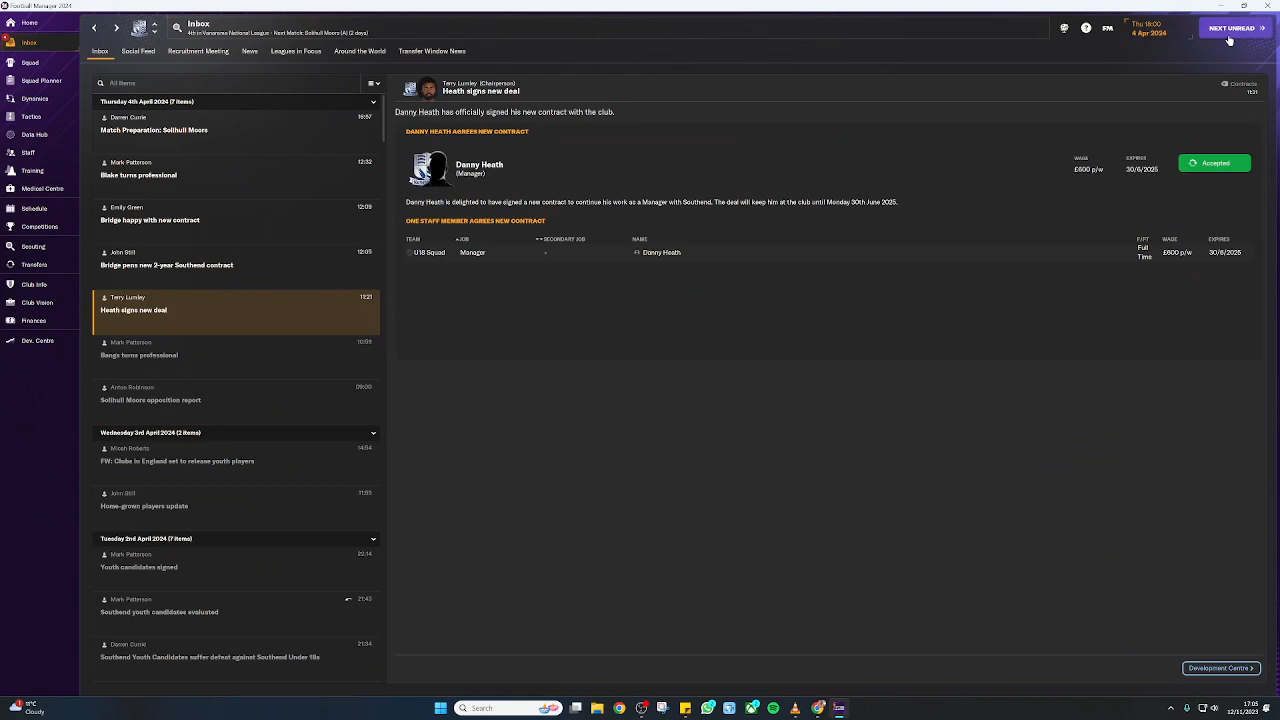 Football Manager 2024
Home
Inbox
Squad
Squad Planner
Dynamics
Tactics
Data Hub
Staff
Training
Medical Centre
Schedule
Competitions
Scouting
Transfers
Club Info
Club Vision
Finances
Dev. Centre
Inbox
4th in Vanarama National League - Next Match: Solihull Moors (A) (2 days)
FM
Thu 18:00
4 Apr 2024
NEXT UNREAD
Inbox Social Feed Recruitment Meeting News Leagues in Focus Around the World Transfer Window News
All Items
Thursday 4th April 2024 (7 items)
Darren Currie 16:57
Match Preparation: Solihull Moors
Mark Patterson 12:32
Blake turns professional
Emily Green 12:09
Bridge happy with new contract
John Still 12:05
Bridge pens new 2-year Southend contract
Terry Lumley 11:21
Heath signs new deal
Mark Patterson 10:59
Bangs turns professional
Anton Robinson 09:00
Solihull Moors opposition report
Wednesday 3rd April 2024 (2 items)
Micah Roberts 14:54
FW: Clubs in England set to release youth players
John Still 11:55
Home-grown players update
Tuesday 2nd April 2024 (7 items)
Mark Patterson 22:14
Youth candidates signed
Mark Patterson 21:43
Southend youth candidates evaluated
Darren Currie 21:34
Southend Youth Candidates suffer defeat against Southend Under 18s
Terry Lumley (Chairperson)
Heath signs new deal
Contracts
11:21
Danny Heath has officially signed his new contract with the club.
DANNY HEATH AGREES NEW CONTRACT
Danny Heath
(Manager)
WAGE EXPIRES
£600 p/w 30/6/2025
Accepted
Danny Heath is delighted to have signed a new contract to continue his work as a Manager with Southend. The deal will keep him at the club until Monday 30th June 2025.
ONE STAFF MEMBER AGREES NEW CONTRACT
TEAM JOB SECONDARY JOB NAME F/PT WAGE EXPIRES
U18 Squad Manager - Danny Heath Full Time £600 p/w 30/6/2025
Development Centre
11°C
Cloudy
Search
17:05
12/11/2023